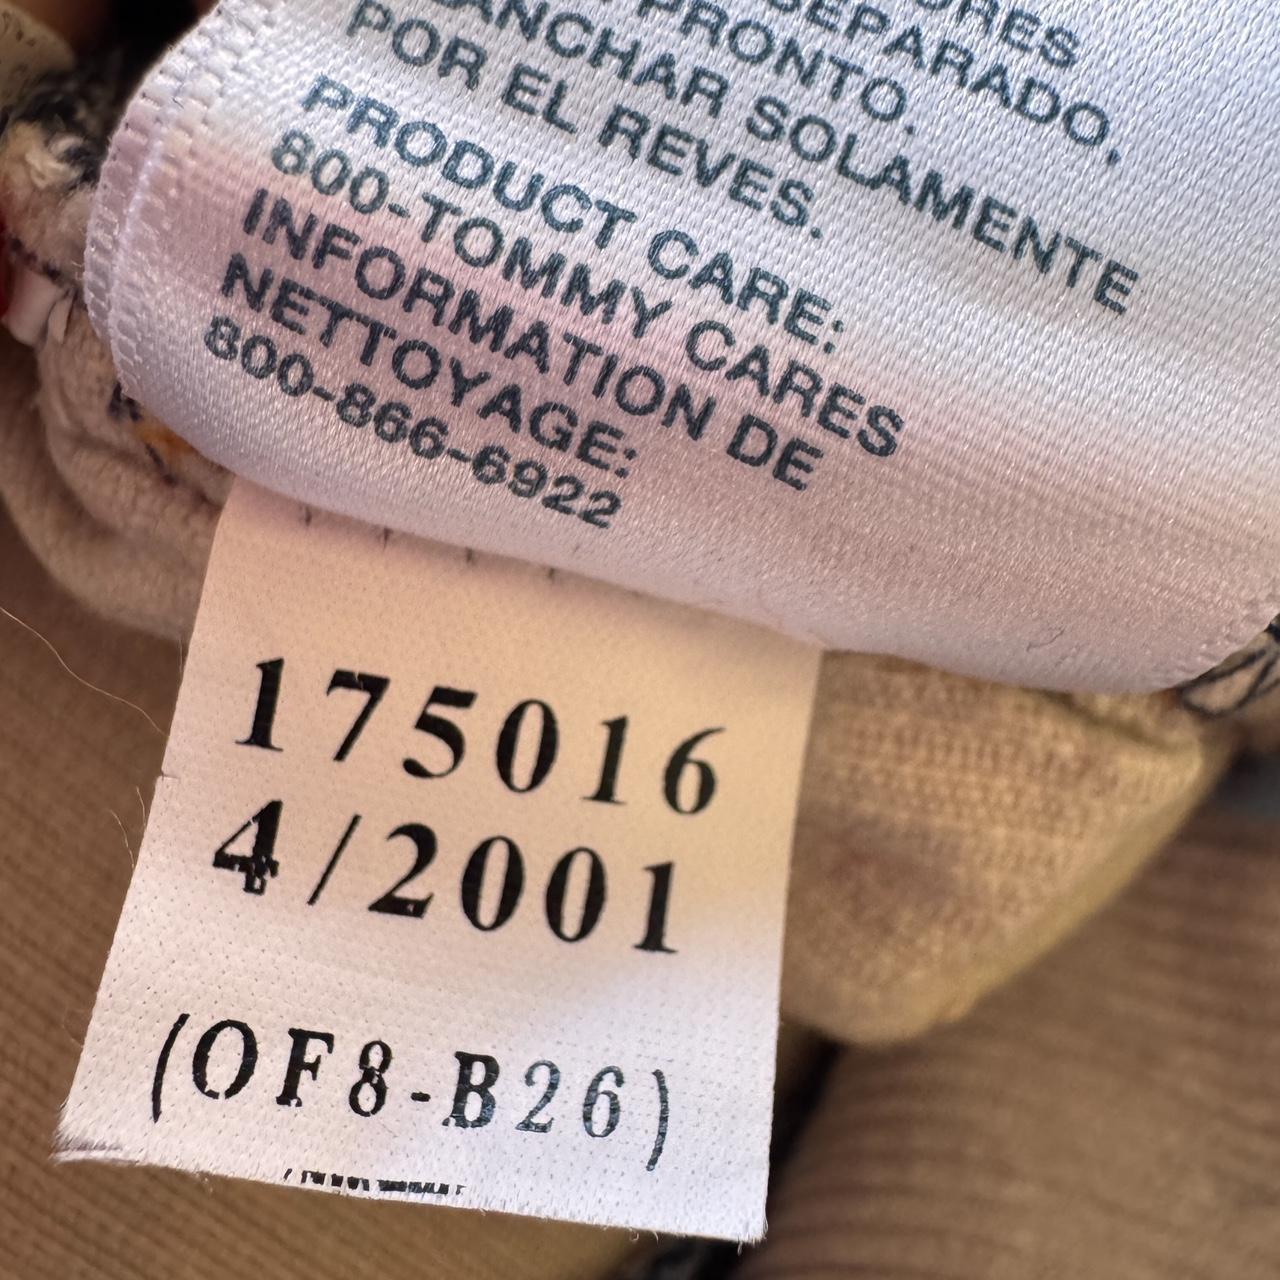 SEPARADO.
PRONTO.
PLANCHAR SOLAMENTE
POR EL REVES.
PRODUCT CARE:
800-TOMMY CARES
INFORMATION DE
NETTOYAGE:
800-866-6922
175016
4/2001
(OF8-B26)